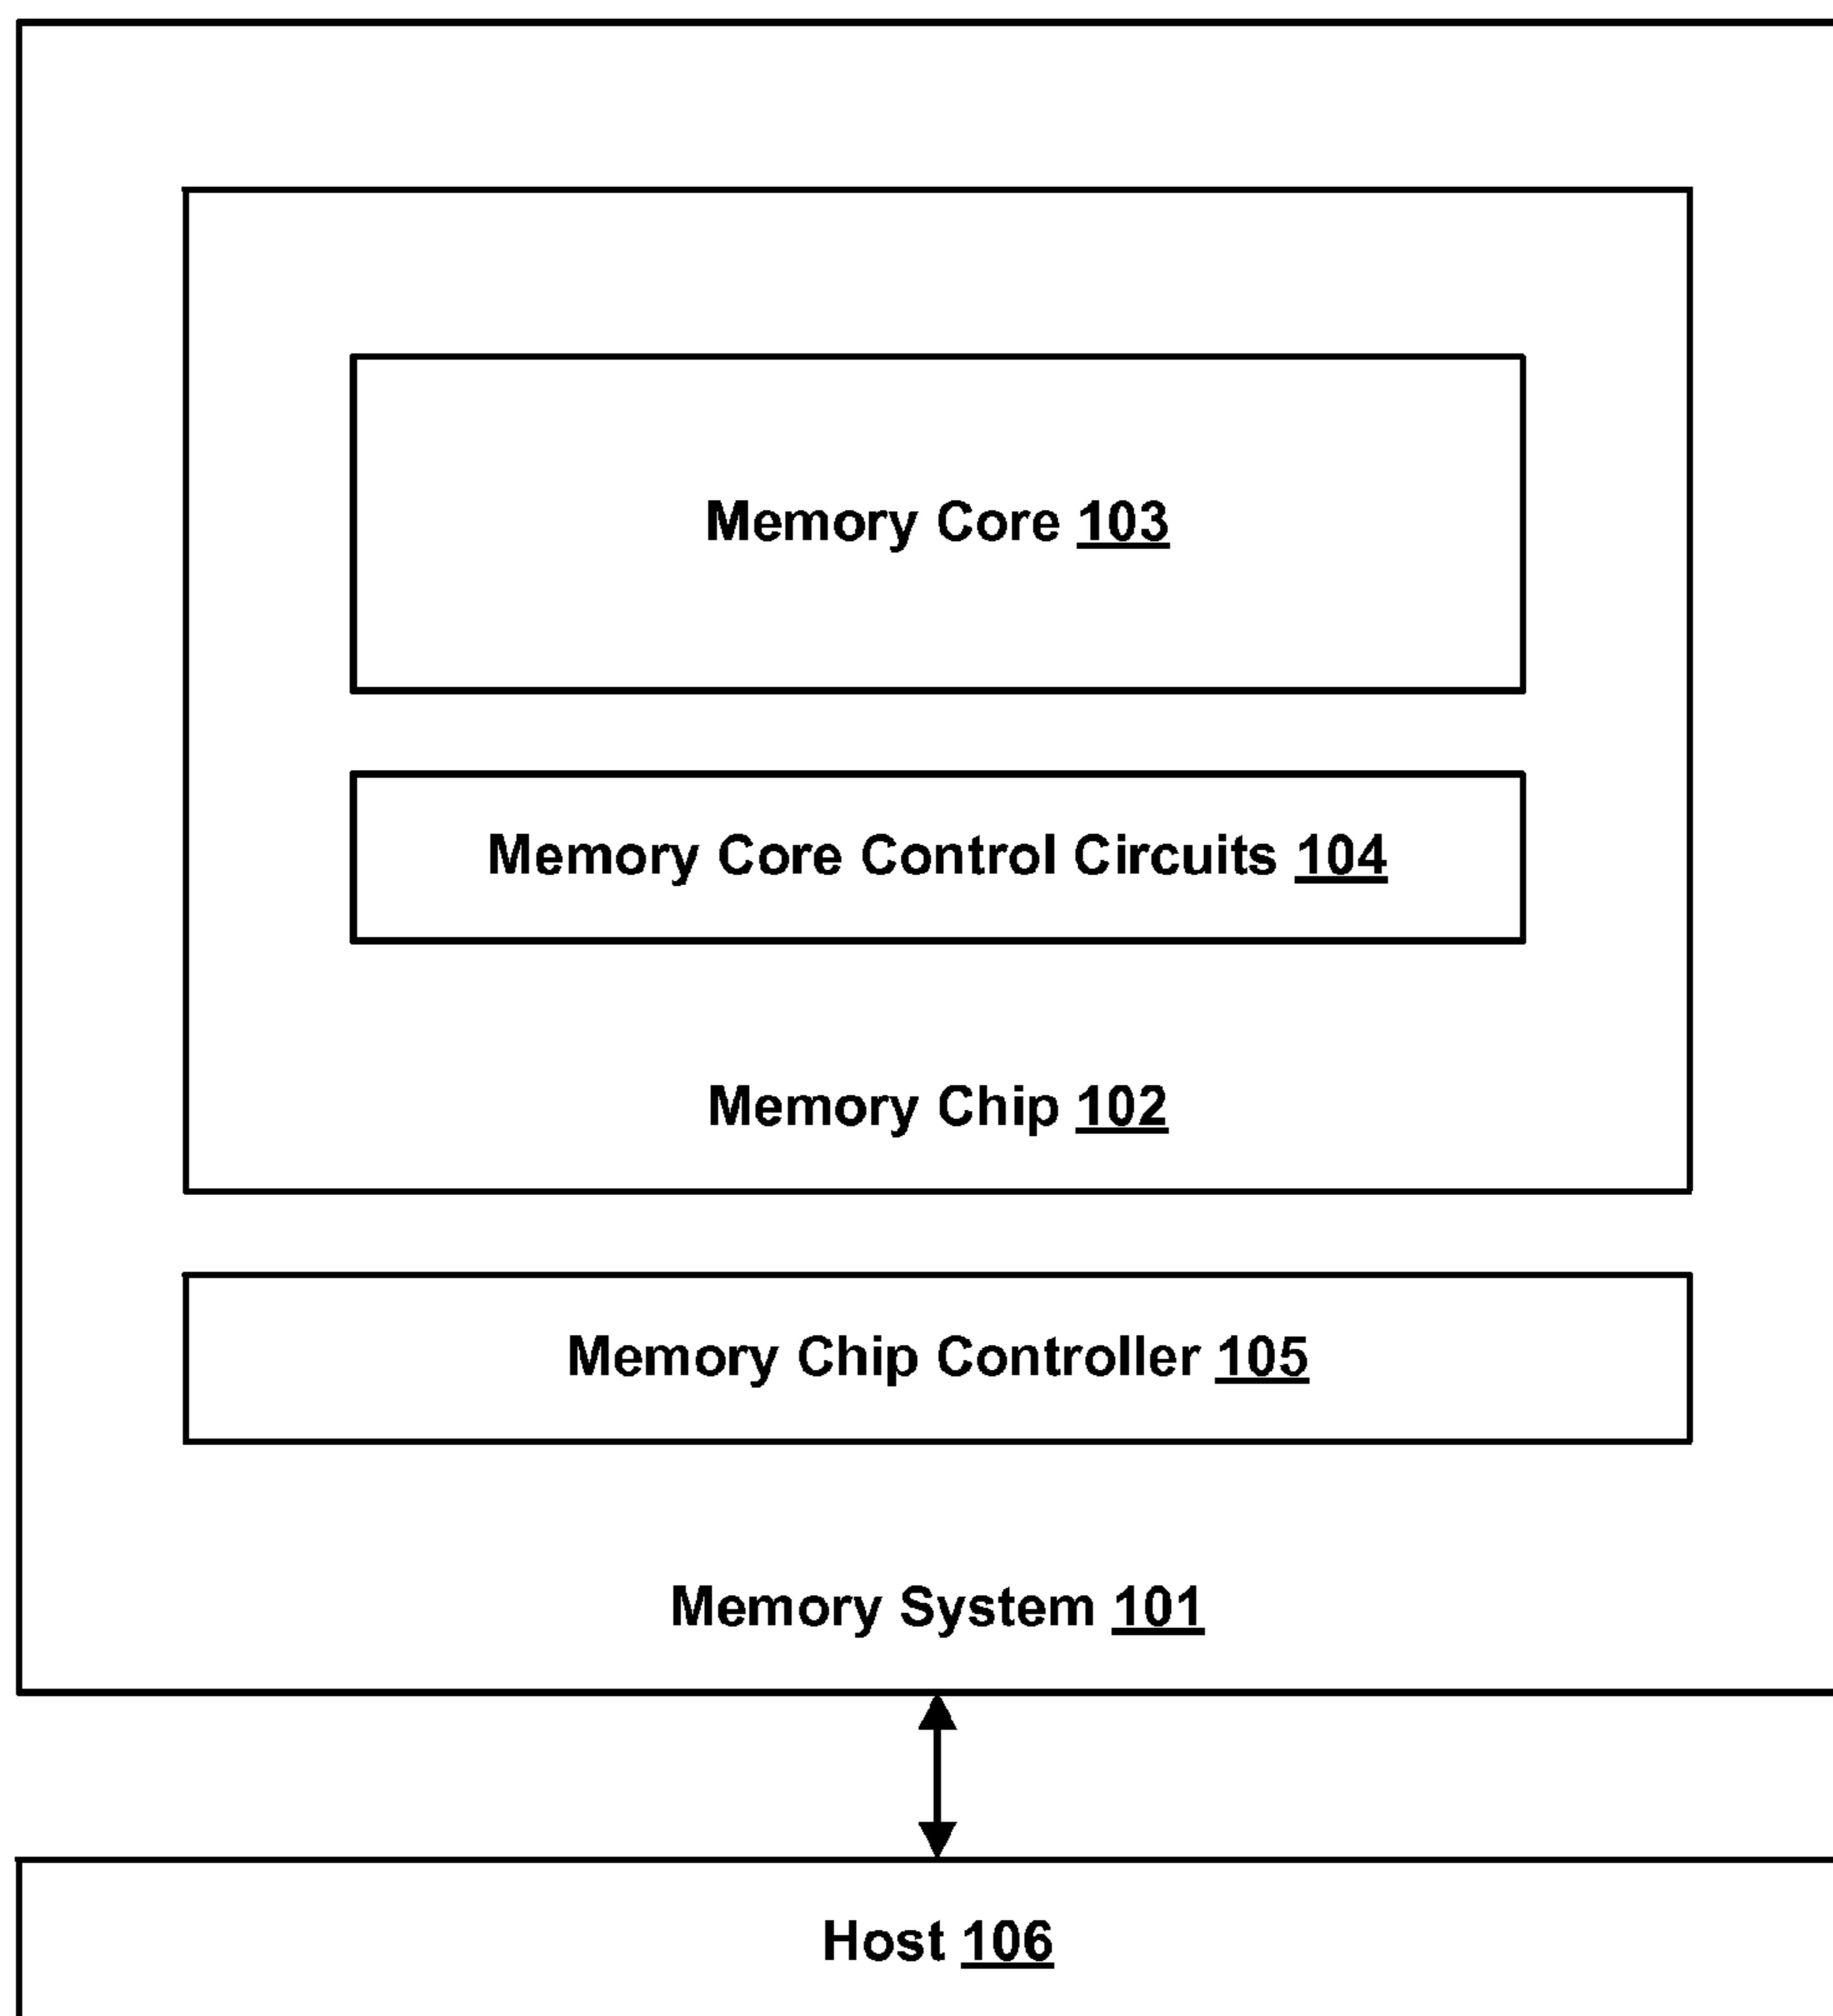 Memory Core 103
Memory Core Control Circuits 104
Memory Chip 102
Memory Chip Controller 105
Memory System 101
Host 106